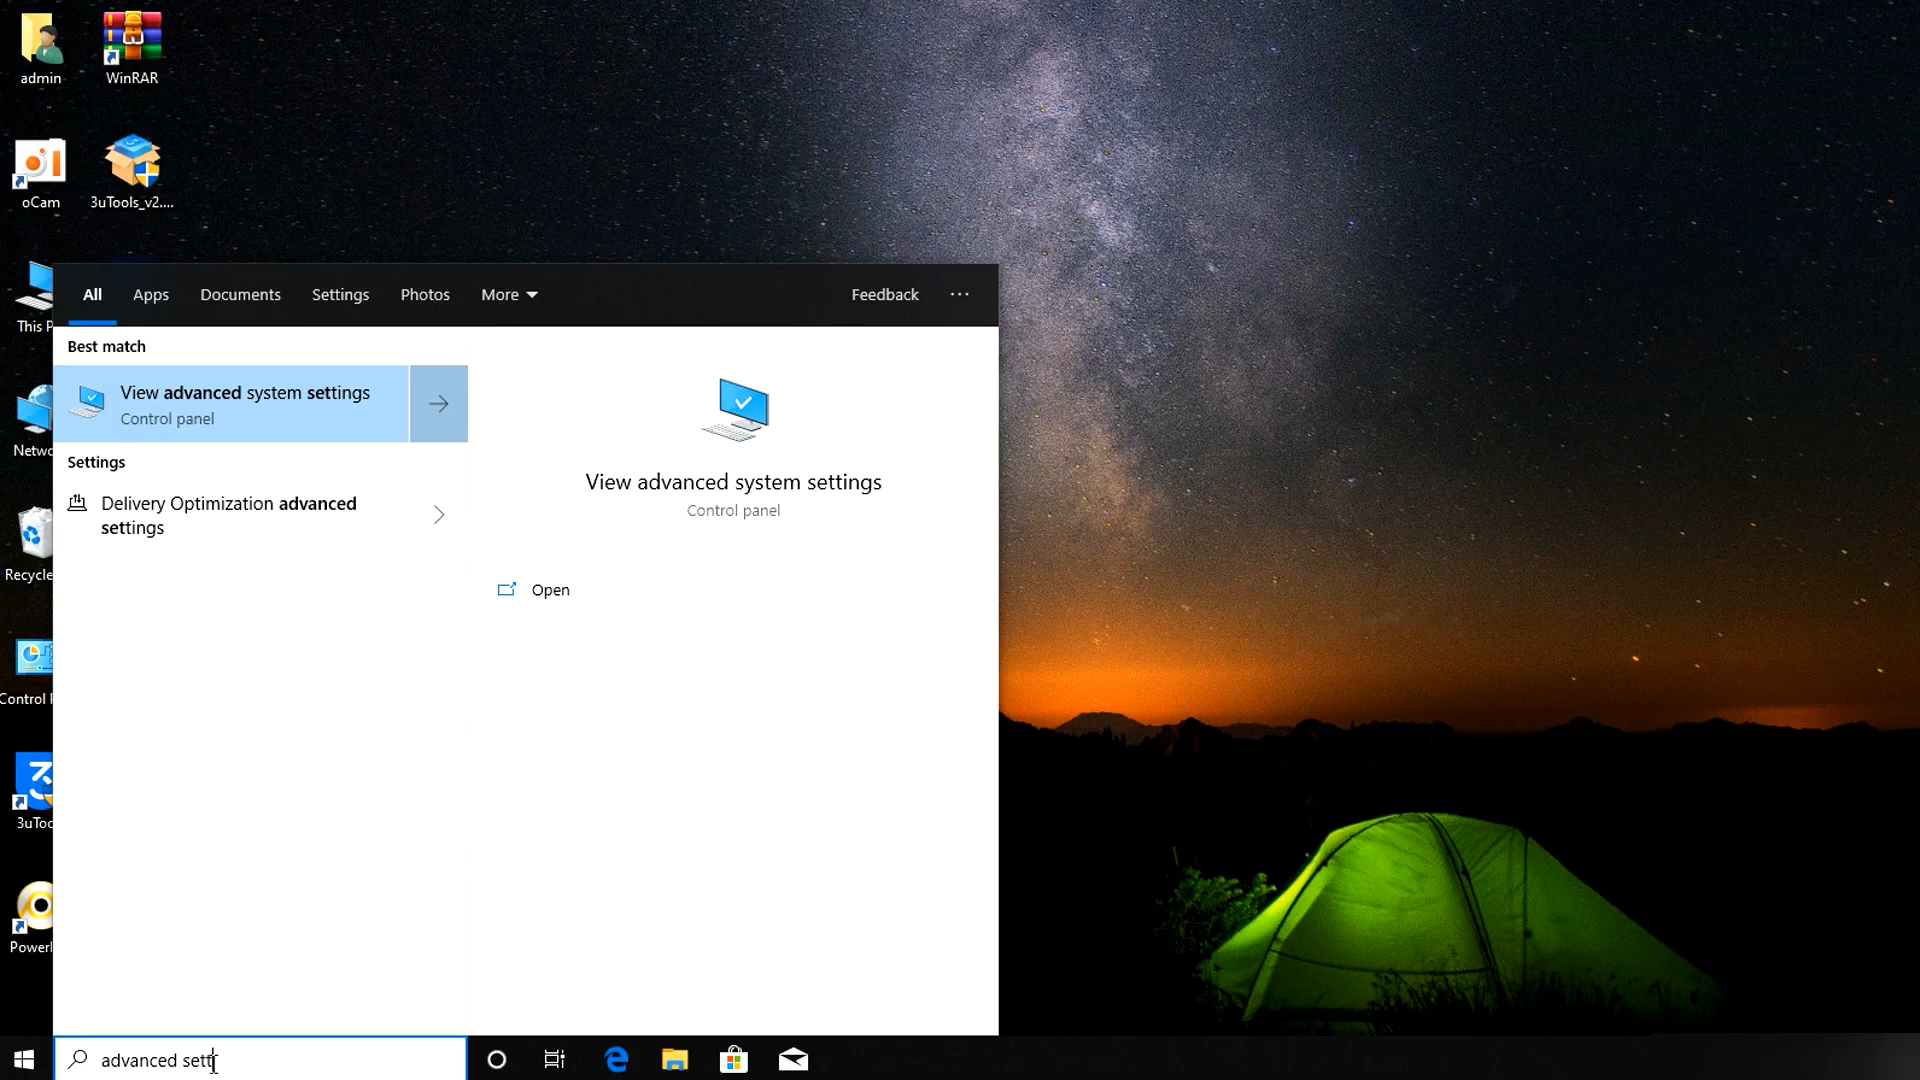 admin
WinRAR
oCam
3uTools_v2....
This P
Netwo
Recycle
Control P
3uToo
PowerI
All
Apps
Documents
Settings
Photos
More
Feedback
...
Best match
View advanced system settings
Control panel
Settings
Delivery Optimization advanced
settings
View advanced system settings
Control panel
Open
advanced sett